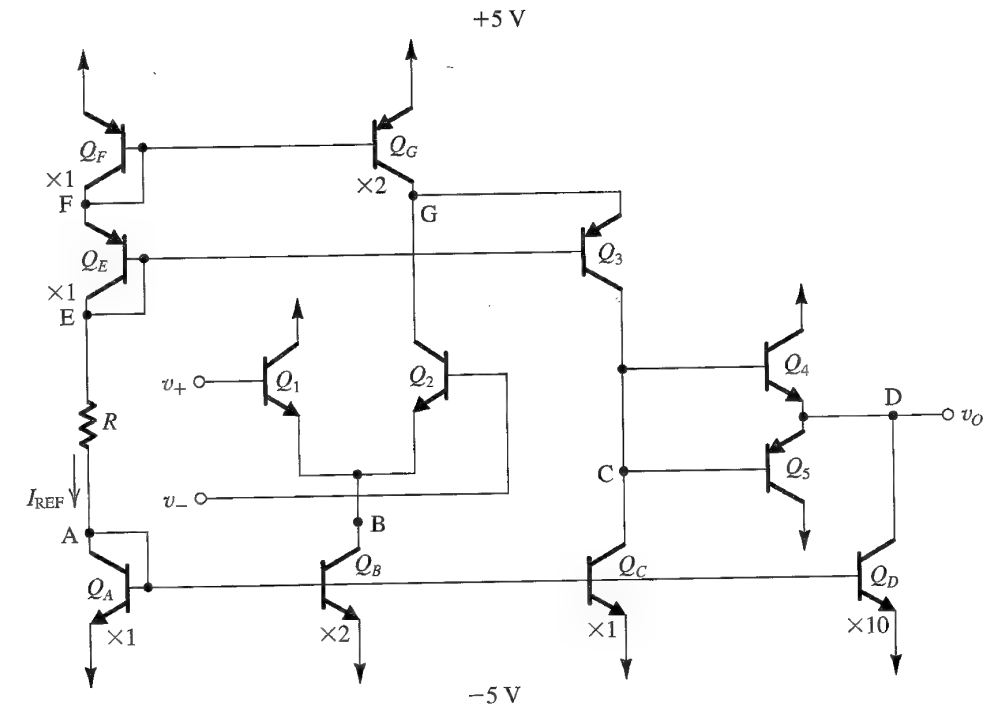 +5 V
Q_F
×1
Q_G
×2
F
G
Q_E
×1
Q_3
E
v_+
Q_1
Q_2
Q_4
R
D
v_O
I_REF
v_−
C
Q_5
A
B
Q_A
×1
Q_B
×2
Q_C
×1
Q_D
×10
−5 V